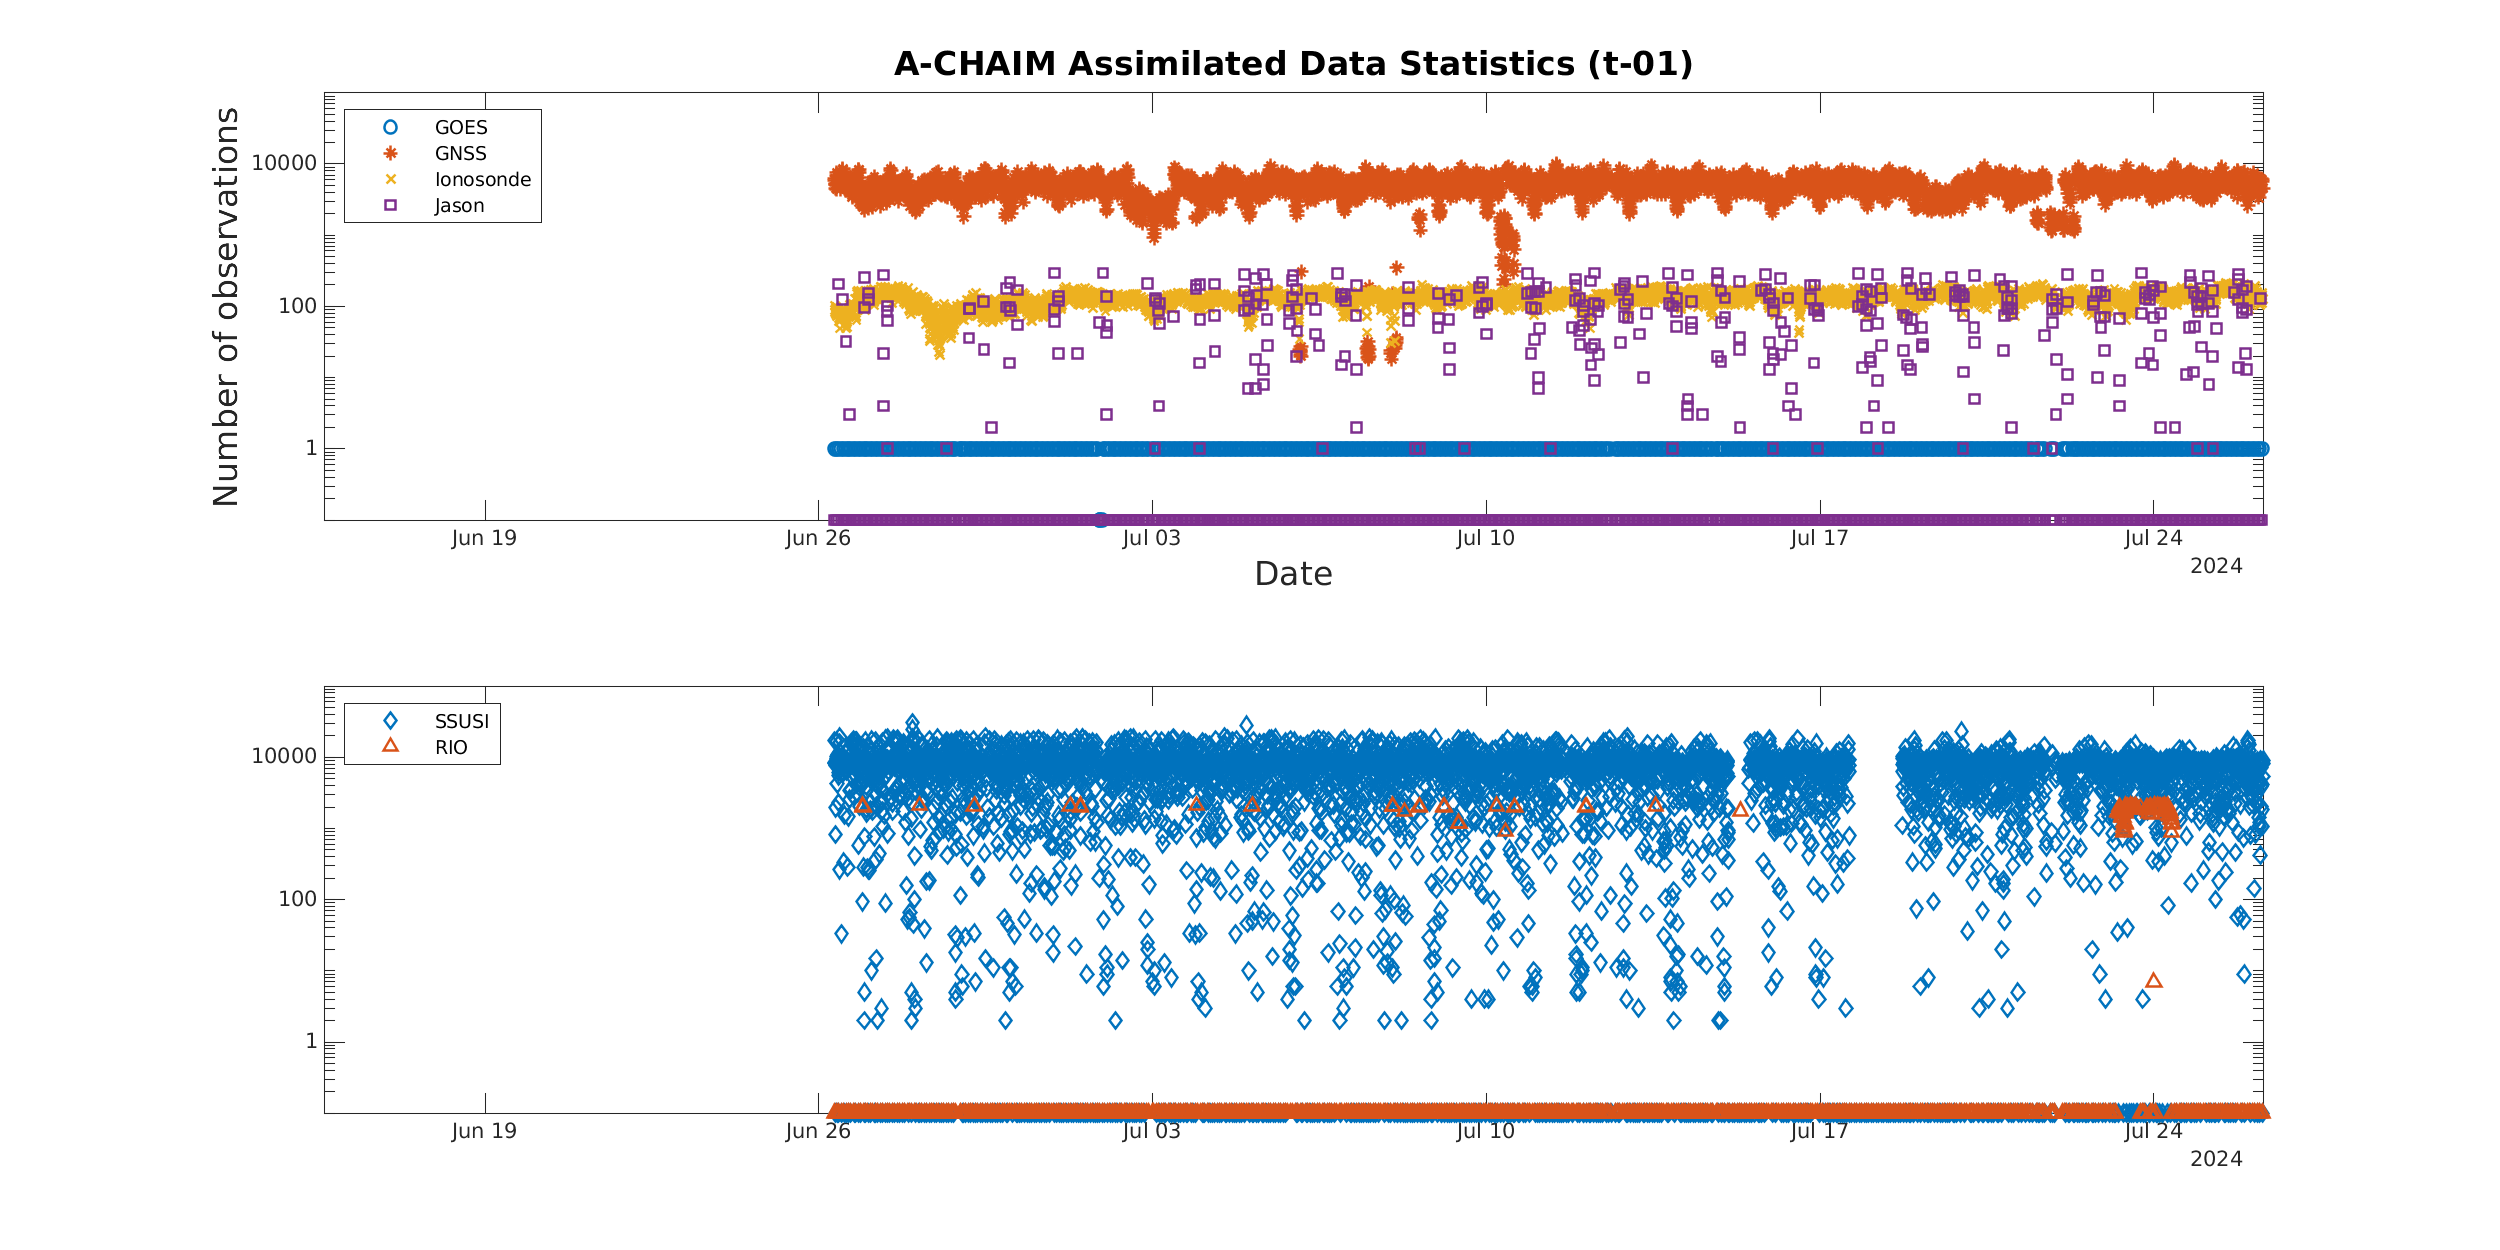 A-CHAIM Assimilated Data Statistics (t-01)
Number of observations
10000
100
1
GOES
GNSS
Ionosonde
Jason
Jun 19
Jun 26
Jul 03
Jul 10
Jul 17
Jul 24
2024
Date
10000
100
1
SSUSI
RIO
Jun 19
Jun 26
Jul 03
Jul 10
Jul 17
Jul 24
2024